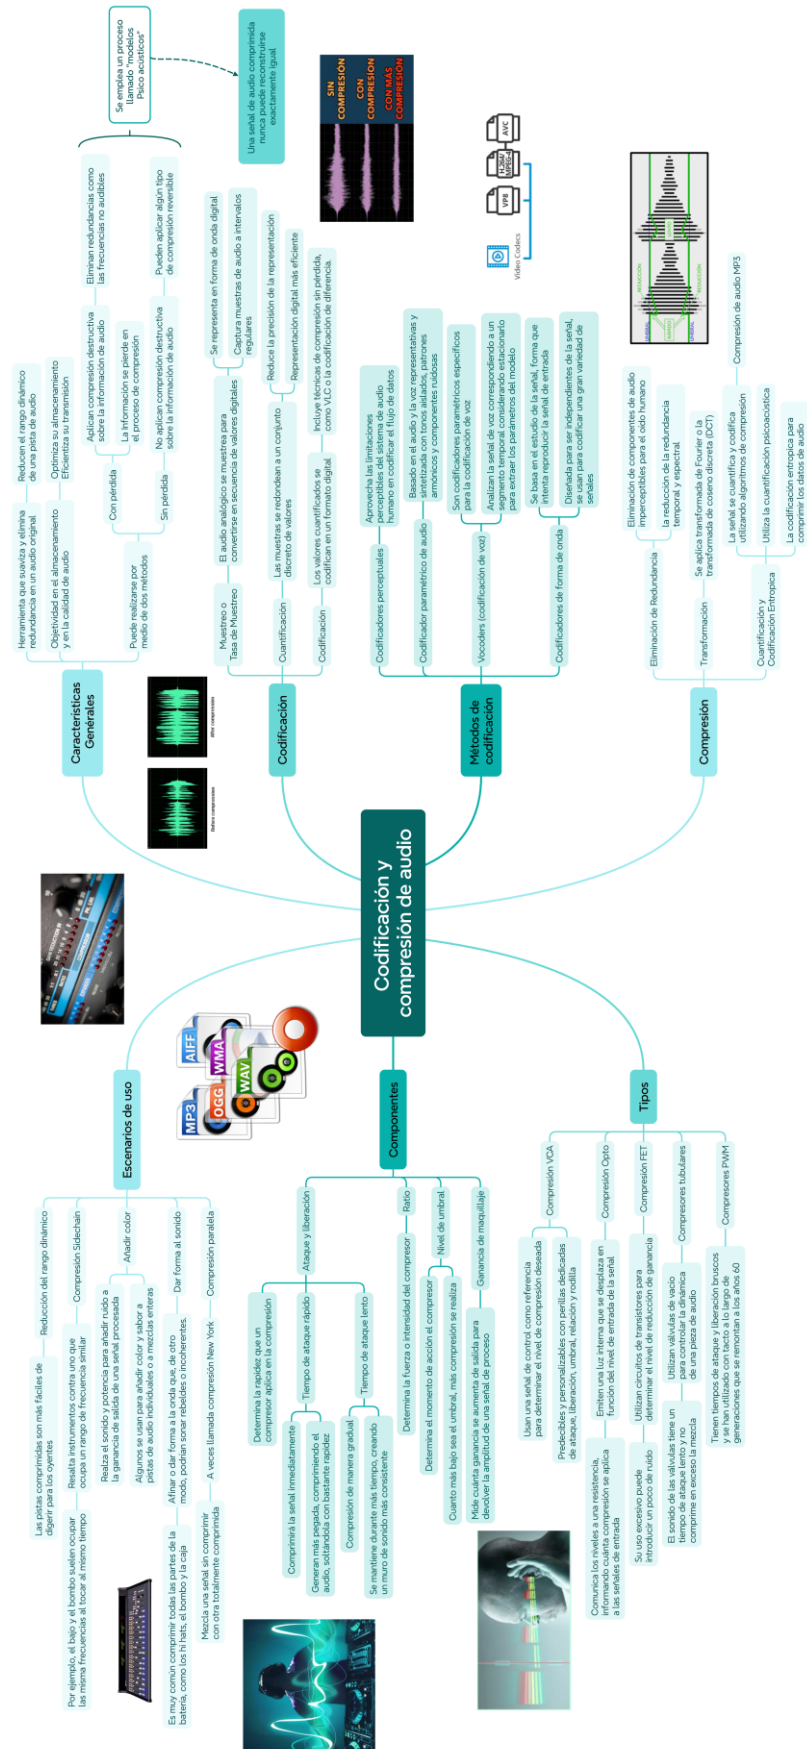 Codificación y
compresión de audio
Características
Genérales
Herramienta que suaviza y elimina
redundancia en un audio original
Reducen el rango dinámico
de una pista de audio
Objetividad en el almacenamiento
y en la calidad de audio
Optimiza su almacenamiento
Eficientiza su transmisión
Puede realizarse por
medio de dos métodos
Con pérdida
Aplican compresión destructiva
sobre la información de audio
Eliminan redundancias como
las frecuencias no audibles
La Información se pierde en
el proceso de compresión
Sin pérdida
No aplican compresión destructiva
sobre la información de audio
Pueden aplicar algún tipo
de compresión reversible
Se emplea un proceso
llamado "modelos
Psico acústicos"
Una señal de audio comprimida
nunca puede reconstruirse
exactamente igual
Before compression
After compression
Codificación
Muestreo o
Tasa de Muestreo
El audio analógico se muestrea para
convertirse en secuencia de valores digitales
Se representa en forma de onda digital
Captura muestras de audio a intervalos
regulares
Cuantificación
Las muestras se redondean a un conjunto
discreto de valores
Reduce la precisión de la representación
Representación digital más eficiente
Codificación
Los valores cuantificados se
codifican en un formato digital
Incluye técnicas de compresión sin pérdida,
como VLC o la codificación de diferencia.
SIN
COMPRESIÓN
CON
COMPRESIÓN
CON MÁS
COMPRESIÓN
Métodos de
codificación
Codificadores perceptuales
Aprovecha las limitaciones
perceptibles del sistema de audio
humano en codificar el flujo de datos
Codificador paramétrico de audio
Basado en el audio y la voz representativas y
sintetizada con tonos aislados, patrones
armónicos y componentes ruidosas
Vocoders (codificación de voz)
Son codificadores paramétricos específicos
para la codificación de voz
Analizan la señal de voz correspondiendo a un
segmento temporal considerando estacionario
para extraer los parámetros del modelo
Codificadores de forma de onda
Se basa en el estudio de la señal, forma que
intenta reproducir la señal de entrada
Diseñada para ser independientes de la señal,
se usan para codificar una gran variedad de
señales
Video Codecs
VP8
H.264/
MPEG-4
AVC
Compresión
Eliminación de Redundancia
Eliminación de componentes de audio
imperceptibles para el oído humano
la reducción de la redundancia
temporal y espectral
Transformación
Se aplica transformada de Fourier o la
transformada de coseno discreta (DCT)
Cuantificación y
Codificación Entropica
La señal se cuantifica y codifica
utilizando algoritmos de compresión
Compresión de audio MP3
Utiliza la cuantificación psicoacústica
La codificación entropica para
comprimir los datos de audio
UMBRAL
REDUCCIÓN
REDUCCIÓN
UMBRAL
Escenarios de uso
Reducción del rango dinámico
Las pistas comprimidas son más fáciles de
digerir para los oyentes
Compresión Sidechain
Resalta instrumentos contra uno que
ocupa un rango de frecuencia similar
Por ejemplo, el bajo y el bombo suelen ocupar
las misma frecuencias al tocar al mismo tiempo
Añadir color
Realza el sonido y potencia para añadir ruido a
la ganancia de salida de una señal procesada
Algunos se usan para añadir color y sabor a
pistas de audio individuales o a mezclas enteras
Dar forma al sonido
Afinar o dar forma a la onda que, de otro
modo, podrían sonar rebeldes o incoherentes.
Es muy común comprimir todas las partes de la
batería, como los hi hats, el bombo y la caja
Compresión paralela
A veces llamada compresión New York
Mezcla una señal sin comprimir
con otra totalmente comprimida
MP3
AIFF
OGG
WMA
WAV
Componentes
Ataque y liberación
Determina la rapidez que un
compresor aplica en la compresión
Tiempo de ataque rápido
Comprimirá la señal inmediatamente
Generan más pegada, comprimiendo el
audio, soltándola con bastante rapidez
Tiempo de ataque lento
Compresión de manera gradual
Se mantiene durante más tiempo, creando
un muro de sonido más consistente
Ratio
Determina la fuerza o intensidad del compresor
Nivel de umbral
Determina el momento de acción el compresor
Cuanto más bajo sea el umbral, más compresión se realiza
Ganancia de maquillaje
Mide cuánta ganancia se aumenta de salida para
devolver la amplitud de una señal de proceso
Tipos
Compresión VCA
Usan una señal de control como referencia
para determinar el nivel de compresión deseada
Predecibles y personalizables con perillas dedicadas
de ataque, liberación, umbral, relación y rodilla
Compresión Opto
Emiten una luz interna que se desplaza en
función del nivel de entrada de la señal
Comunica los niveles a una resistencia,
informando cuánta compresión se aplica
a las señales de entrada
Compresión FET
Utilizan circuitos de transistores para
determinar el nivel de reducción de ganancia
Su uso excesivo puede
introducir un poco de ruido
Compresores tubulares
Utilizan válvulas de vacío
para controlar la dinámica
de una pieza de audio
El sonido de las válvulas tiene un
tiempo de ataque lento y no
comprime en exceso la mezcla
Compresores PWM
Tienen tiempos de ataque y liberación bruscos
y se han utilizado con tacto a lo largo de
generaciones que se remontan a los años 60